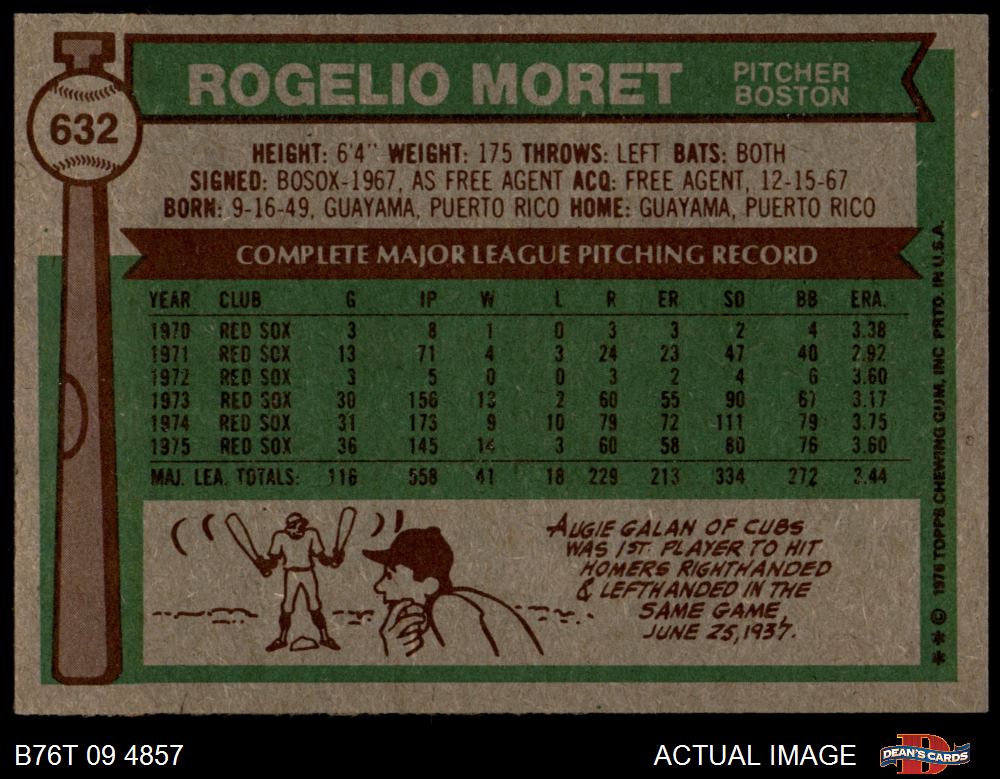 ROGELIO MORET
PITCHER
BOSTON
632
HEIGHT: 6'4" WEIGHT: 175 THROWS: LEFT BATS: BOTH
SIGNED: BOSOX-1967, AS FREE AGENT ACQ: FREE AGENT, 12-15-67
BORN: 9-16-49, GUAYAMA, PUERTO RICO HOME: GUAYAMA, PUERTO RICO
COMPLETE MAJOR LEAGUE PITCHING RECORD
YEAR CLUB G IP W L R ER SO BB ERA.
1970 RED SOX 3 8 1 0 3 3 2 4 3.38
1971 RED SOX 13 71 4 3 24 23 47 40 2.92
1972 RED SOX 3 5 0 0 3 2 4 6 3.60
1973 RED SOX 30 156 13 2 60 55 90 67 3.17
1974 RED SOX 31 173 9 10 79 72 111 79 3.75
1975 RED SOX 36 145 14 3 60 58 80 76 3.60
MAJ. LEA. TOTALS: 116 558 41 18 229 213 334 272 3.44
AUGIE GALAN OF CUBS
WAS 1ST. PLAYER TO HIT
HOMERS RIGHTHANDED
& LEFTHANDED IN THE
SAME GAME,
JUNE 25, 1937.
** © 1976 TOPPS CHEWING GUM, INC PRTD. IN U.S.A.
B76T 09 4857
ACTUAL IMAGE
DEAN'S CARDS